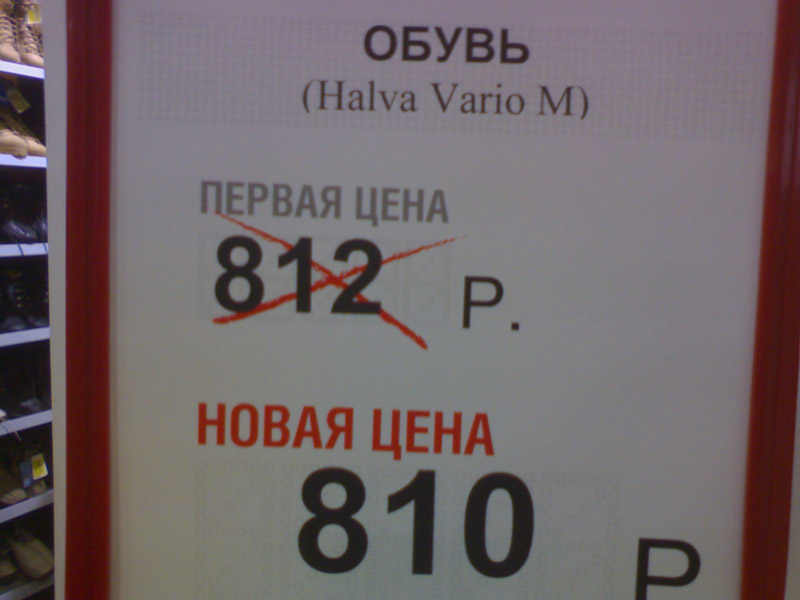 ОБУВЬ
(Halva Vario M)
ПЕРВАЯ ЦЕНА
812 Р.
НОВАЯ ЦЕНА
810 Р